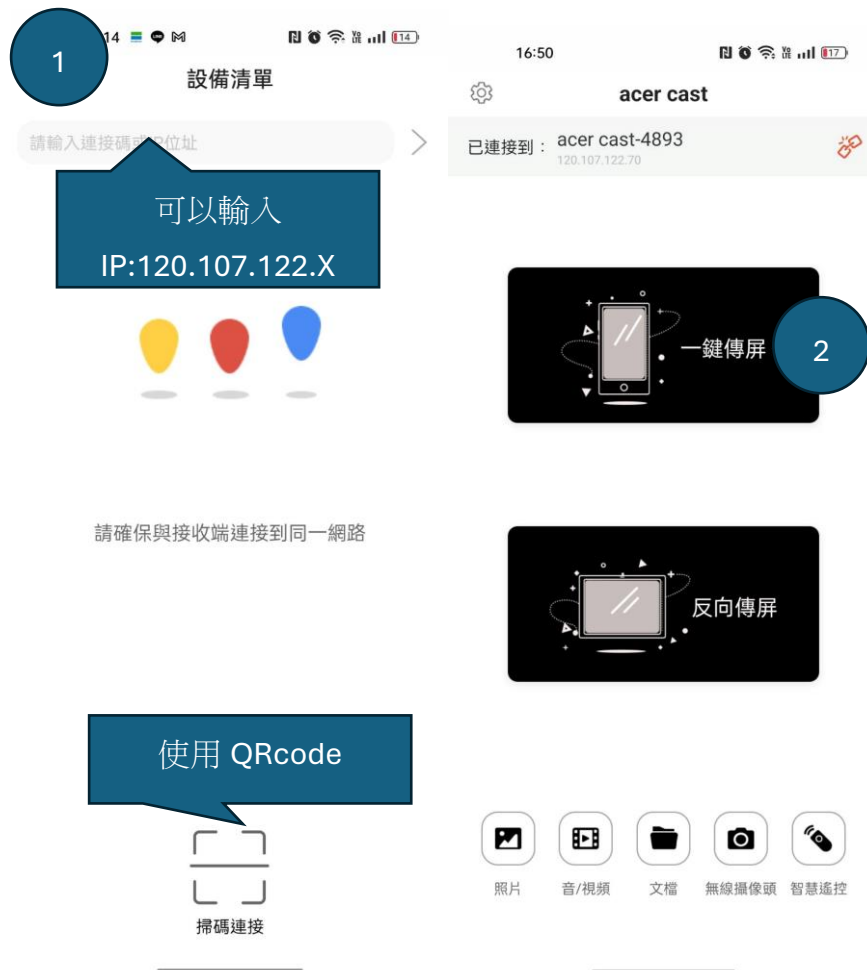 1
14
14
設備清單
請輸入連接碼或IP位址
可以輸入
IP:120.107.122.X
請確保與接收端連接到同一網路
使用 QRcode
掃碼連接
16:50
17
acer cast
已連接到： acer cast-4893
120.107.122.70
一鍵傳屏
2
反向傳屏
照片 音/視頻 文檔 無線攝像頭 智慧遙控